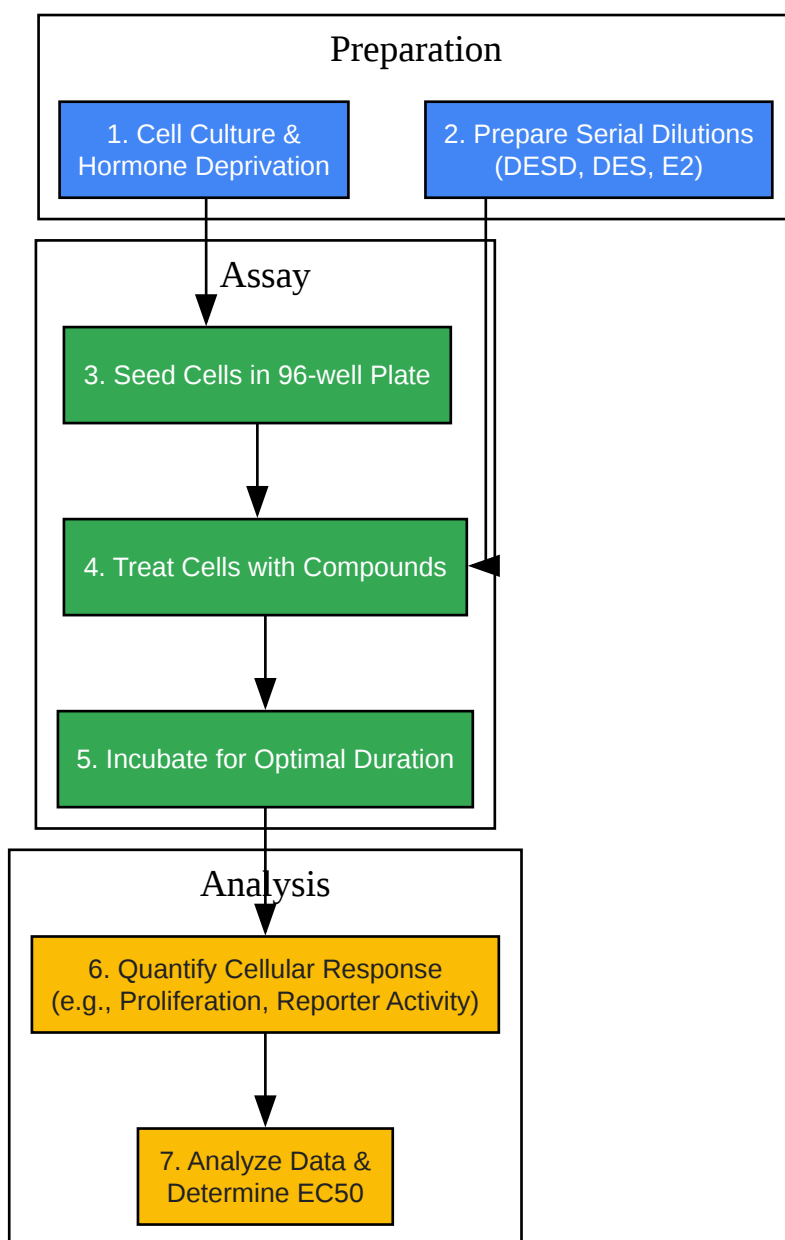 Preparation
1. Cell Culture &
Hormone Deprivation
2. Prepare Serial Dilutions
(DESD, DES, E2)
Assay
3. Seed Cells in 96-well Plate
4. Treat Cells with Compounds
5. Incubate for Optimal Duration
Analysis
6. Quantify Cellular Response
(e.g., Proliferation, Reporter Activity)
7. Analyze Data &
Determine EC50